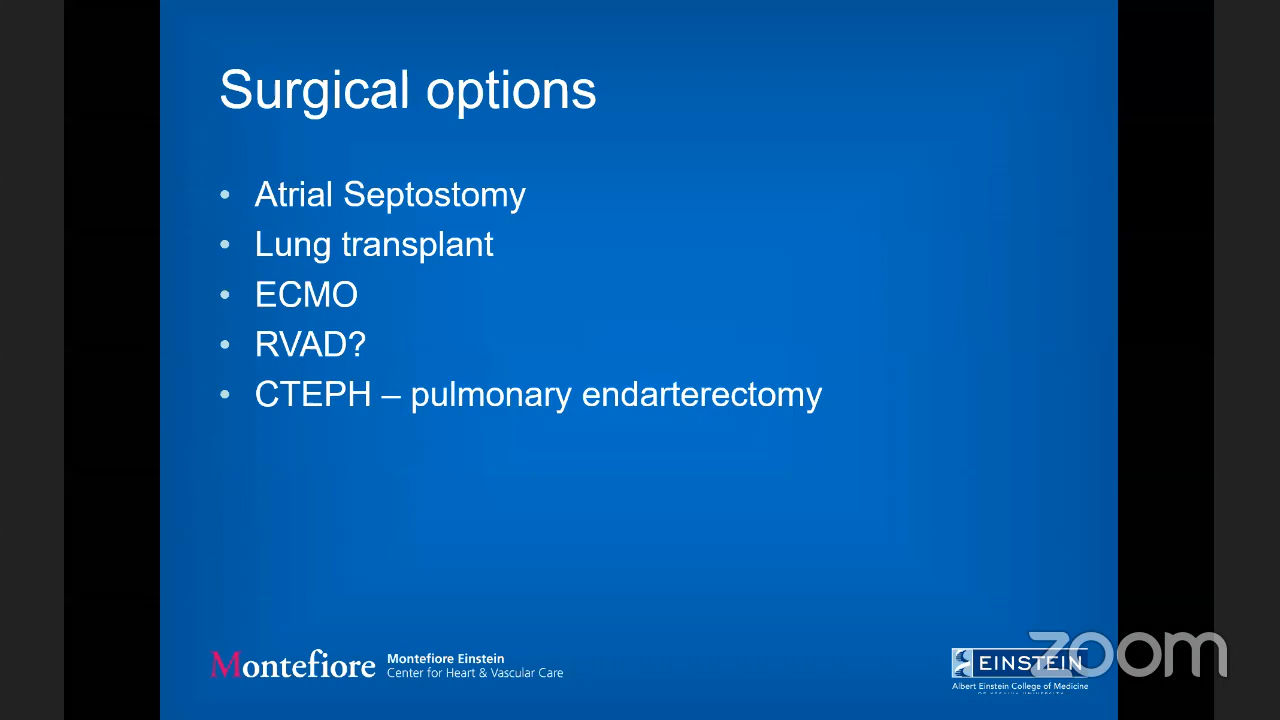 Surgical options
• Atrial Septostomy
• Lung transplant
• ECMO
• RVAD?
• CTEPH – pulmonary endarterectomy
Montefiore
Montefiore Einstein
Center for Heart & Vascular Care
EINSTEIN
Albert Einstein College of Medicine
zoom